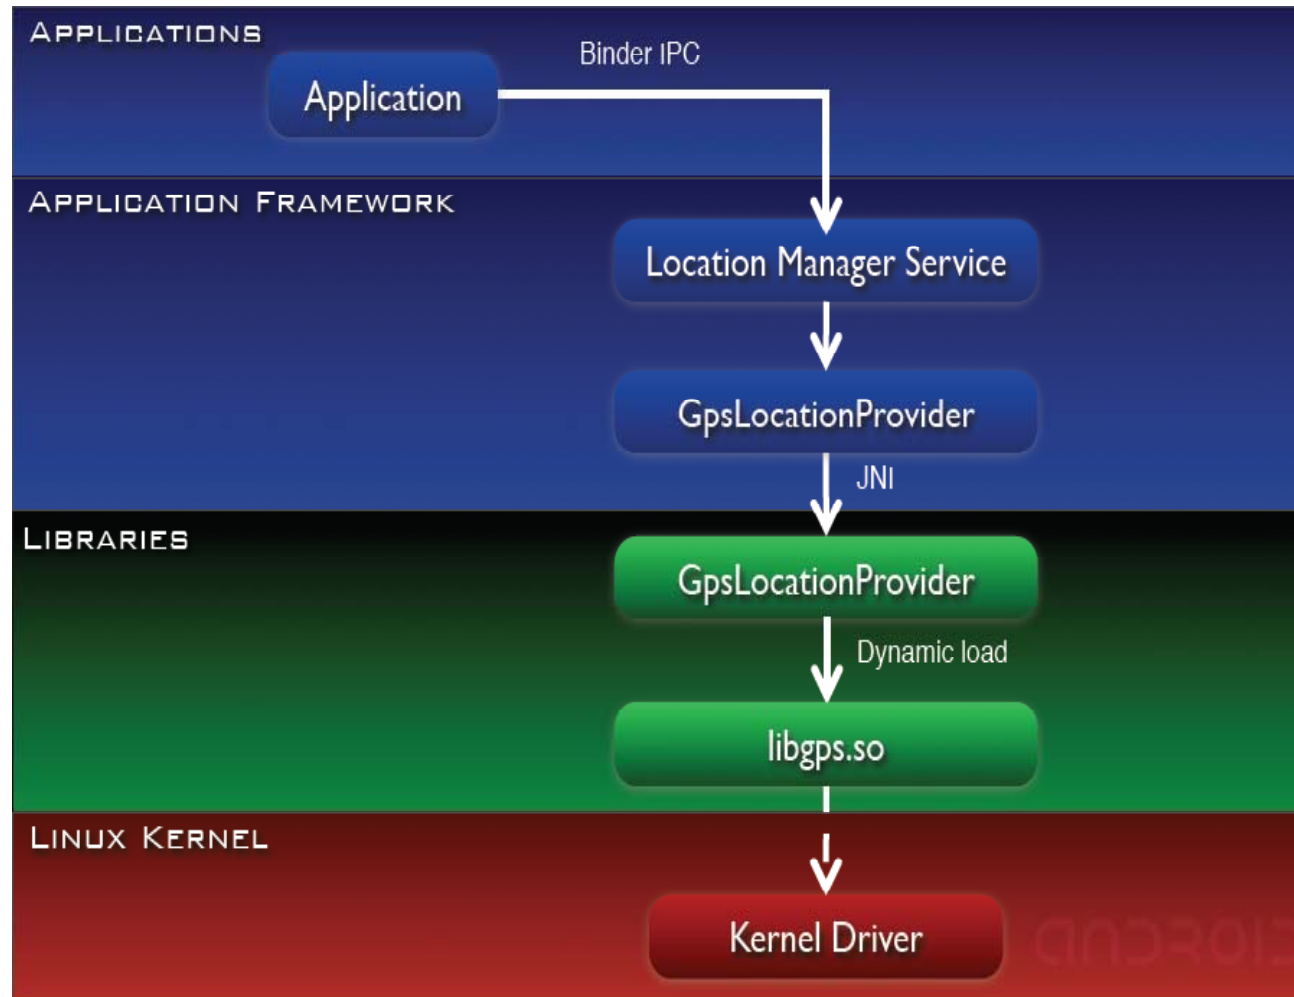 APPLICATIONS
Binder IPC
Application
APPLICATION FRAMEWORK
Location Manager Service
GpsLocationProvider
JNI
LIBRARIES
GpsLocationProvider
Dynamic load
libgps.so
LINUX KERNEL
Kernel Driver
ANDROID